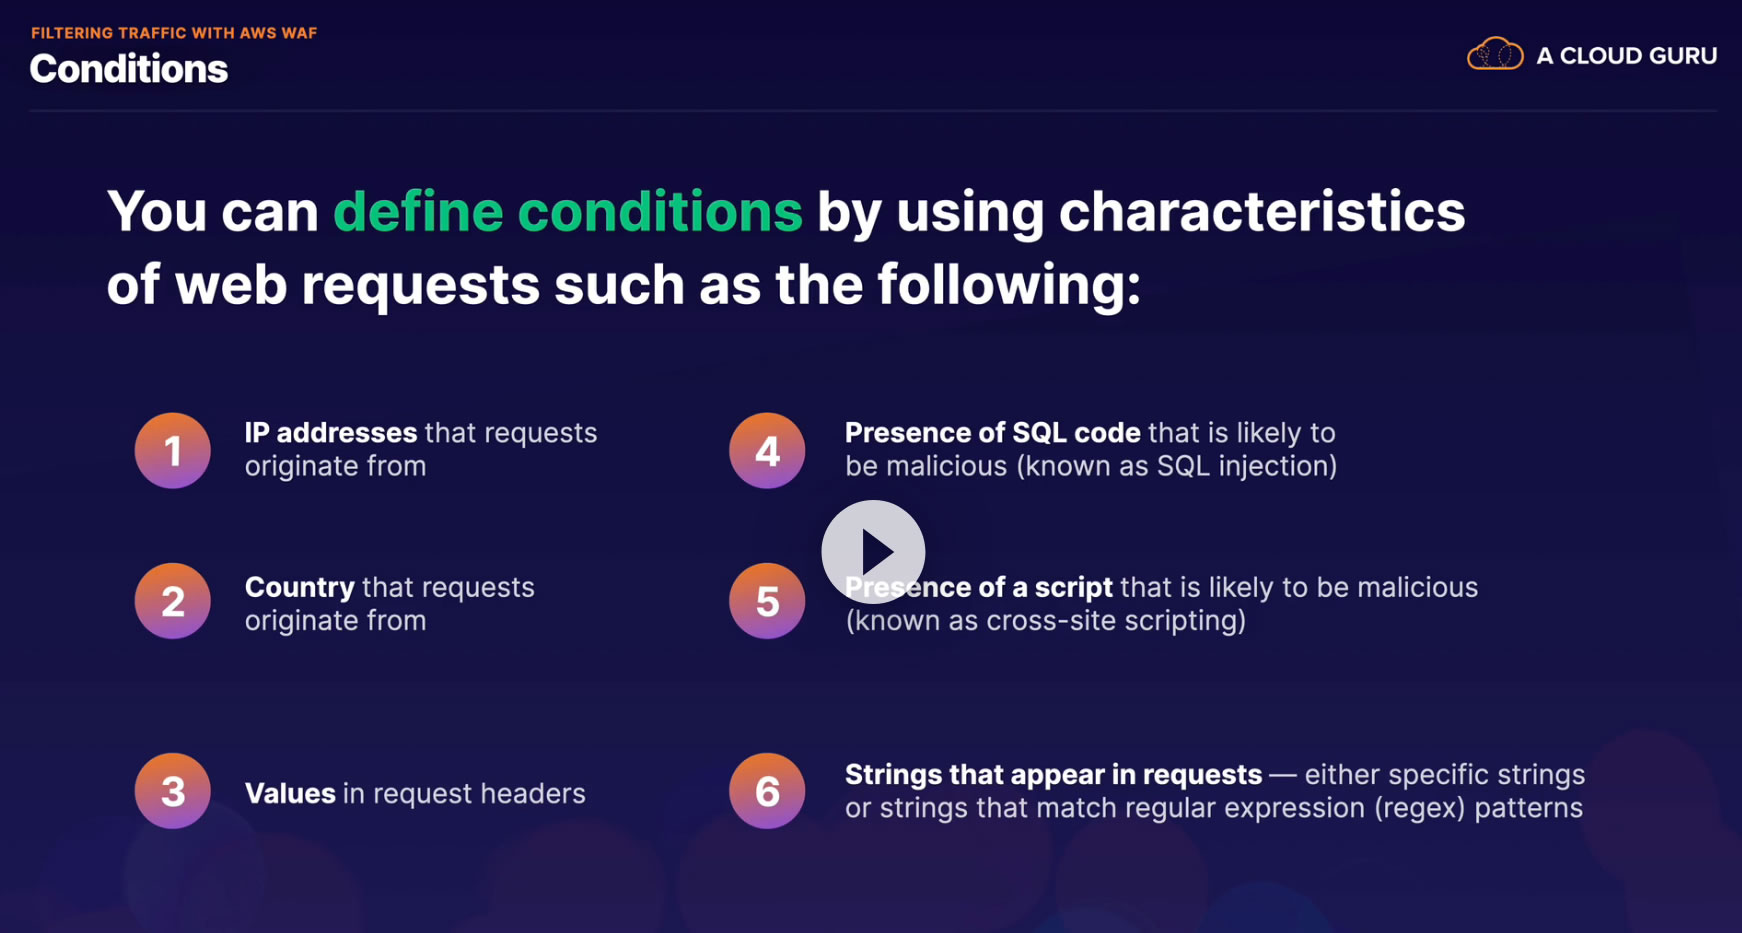 FILTERING TRAFFIC WITH AWS WAF
Conditions
A CLOUD GURU
You can define conditions by using characteristics
of web requests such as the following:
1
IP addresses that requests
originate from
2
Country that requests
originate from
3
Values in request headers
4
Presence of SQL code that is likely to
be malicious (known as SQL injection)
5
Presence of a script that is likely to be malicious
(known as cross-site scripting)
6
Strings that appear in requests — either specific strings
or strings that match regular expression (regex) patterns